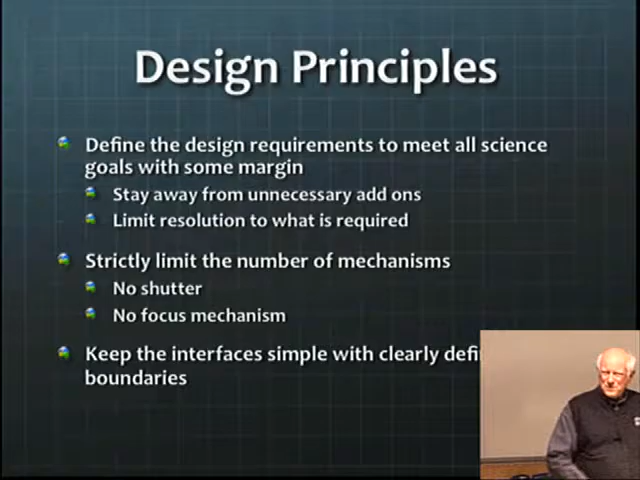 Design Principles
Define the design requirements to meet all science
goals with some margin
Stay away from unnecessary add ons
Limit resolution to what is required
Strictly limit the number of mechanisms
No shutter
No focus mechanism
Keep the interfaces simple with clearly defi
boundaries